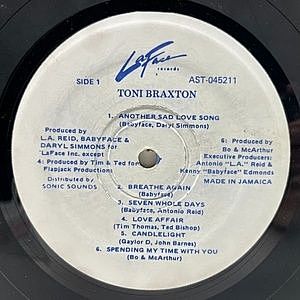 LaFace
records
SIDE 1
AST-045211
TONI BRAXTON
1. ANOTHER SAD LOVE SONG
(Babyface, Daryl Simmons)
Produced by
L.A. REID, BABYFACE &
DARYL SIMMONS for
"LaFace Inc. except
4: Produced by Tim & Ted for
Flapjack Production)
Distributed by
SONIC SOUNDS
6: Produced by
Bo & McArthur
Executive Producers:
Antonio "L.A." Reid and
Kenny "Babyface" Edmonds
MADE IN JAMAICA
2. BREATHE AGAIN
(Babyface)
3. SEVEN WHOLE DAYS
(Babyface, Antonio Reid)
4. LOVE AFFAIR
(Tim Thomas, Ted Bishop)
5. CANDLELIGHT
(Gaylor D, John Barnes)
6. SPENDING MY TIME WITH YOU
(Bo & McArthur)